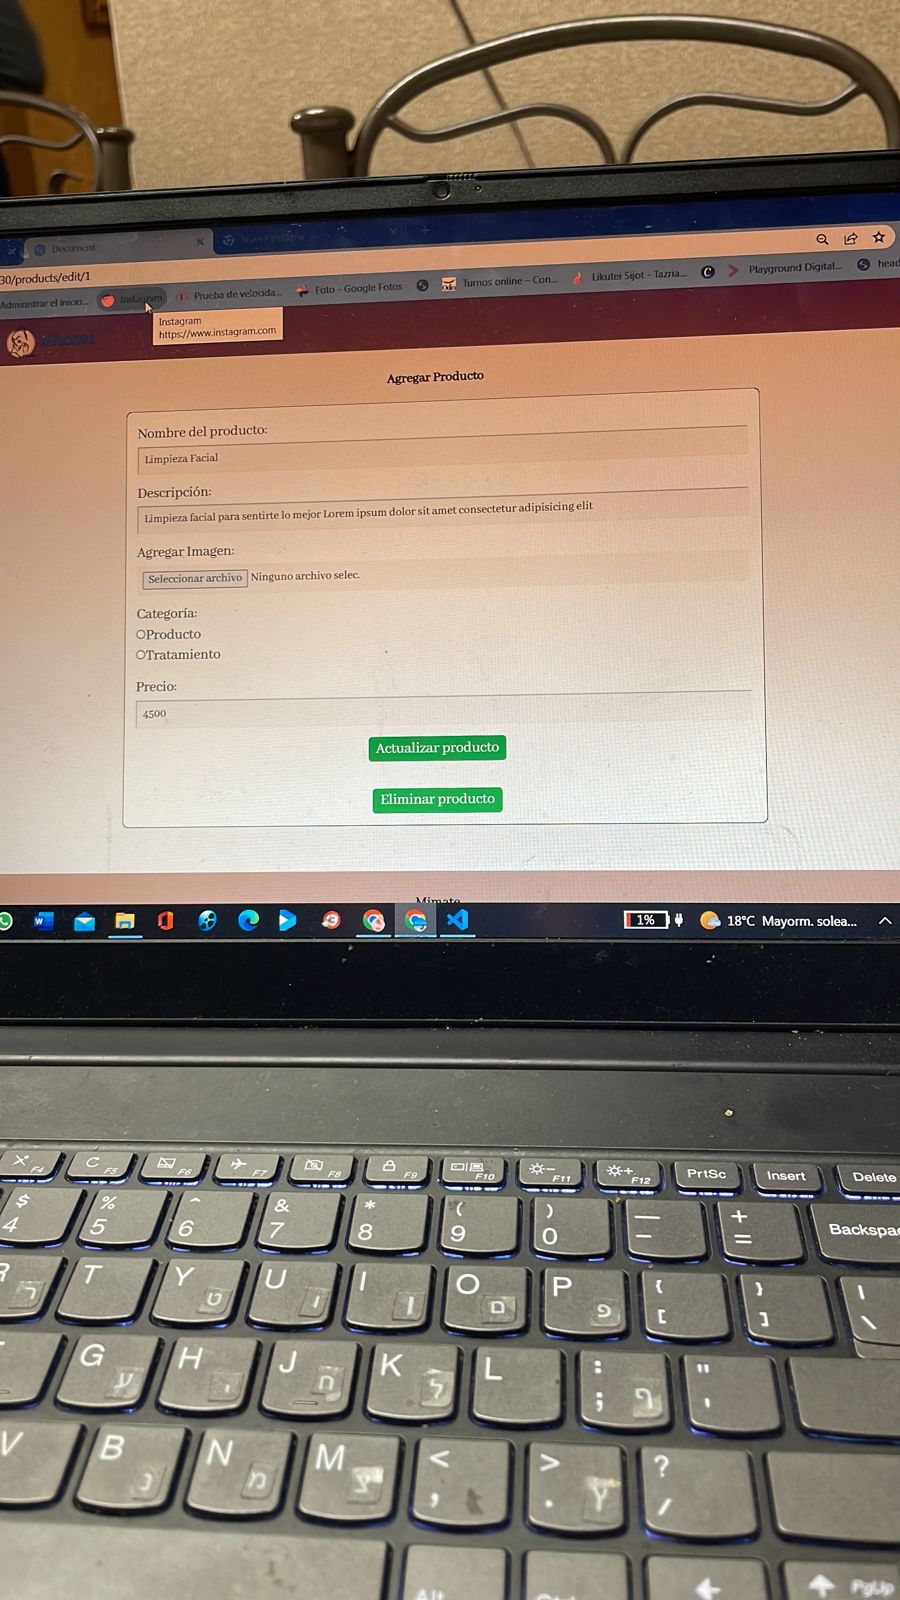 Document
Nueva pestaña
30/products/edit/1
Administrar el inicio...
Instagram
Prueba de velocida...
Foto - Google Fotos
Turnos online – Con...
Likutei Sijot - Tazria...
Playground Digital...
head
Instagram
https://www.instagram.com
Agregar Producto
Nombre del producto:
Limpieza Facial
Descripción:
Limpieza facial para sentirte lo mejor Lorem ipsum dolor sit amet consectetur adipisicing elit
Agregar Imagen:
Seleccionar archivo Ninguno archivo selec.
Categoría:
Producto
Tratamiento
Precio:
4500
Actualizar producto
Eliminar producto
Mimate
1% 18°C Mayorm. solea...
F4 F5 F6 F7 F8 F9 F10 F11 F12 PrtSc Insert Delete
$ % ^ & * ( ) — +
4 5 6 7 8 9 0 - = Backspa
R ר T Y ט U ו I ן O ם P פ { [ } ] | \
G ע H י J ח K ל L : ; ף " '
V B נ N מ M צ < , > . ץ ? /
Alt Ctrl PgUp